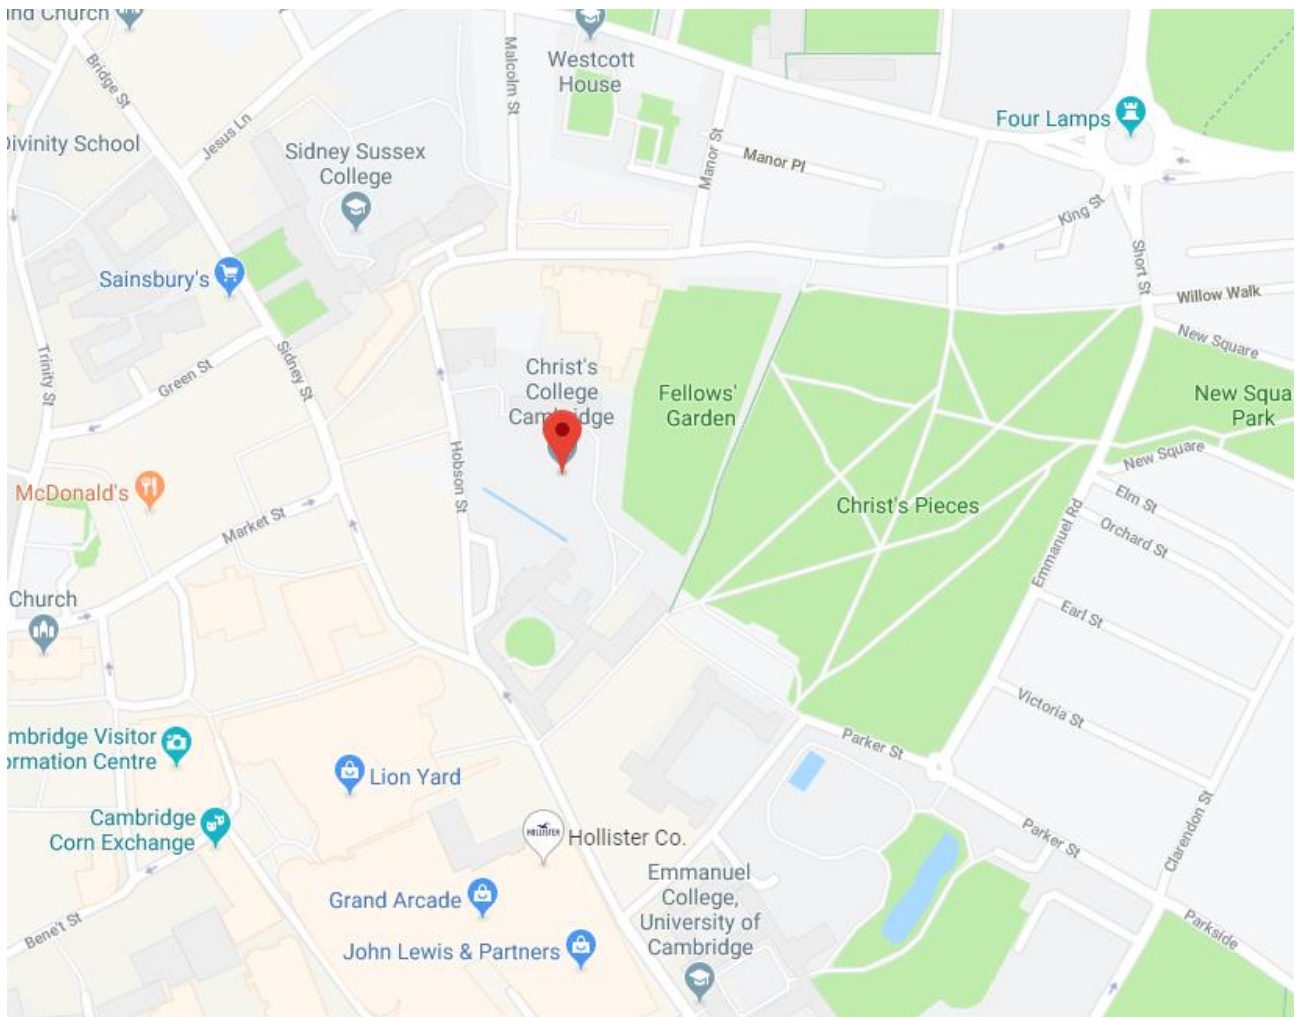 Church
Westcott
House
Bridge St
Malcolm St
Four Lamps
Jesus Ln
Divinity School
Sidney Sussex
College
Manor St
Manor Pl
King St
Short St
Sainsbury's
Willow Walk
New Square
Trinity St
Green St
Sidney St
Christ's
College
Cambridge
Fellows'
Garden
New Squa
Park
Hobson St
McDonald's
Market St
Christ's Pieces
New Square
Elm St
Orchard St
Emmanuel Rd
Church
Earl St
Victoria St
mbridge Visitor
ormation Centre
Parker St
Lion Yard
Cambridge
Corn Exchange
HOLLISTER
Hollister Co.
Parker St
Clarendon St
Grand Arcade
Emmanuel
College,
University of
Cambridge
John Lewis & Partners
Bene't St
Parkside